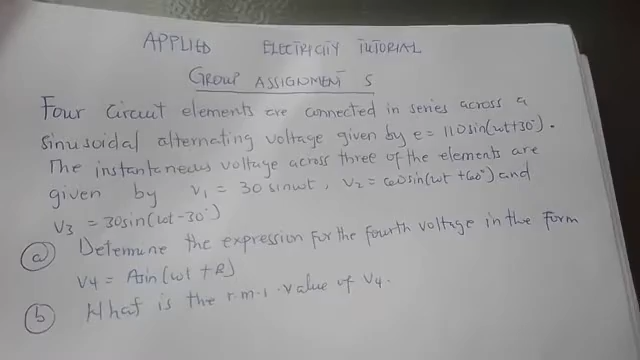 APPLIED ELECTRICITY TUTORIAL
GROUP ASSIGNMENT 5
Four circuit elements are connected in series across a
sinusoidal alternating voltage given by e = 110sin(ωt+30°).
The instantaneous voltage across three of the elements are
given by v1 = 30 sinωt, v2 = 60sin(ωt +60°) and
V3 = 30sin(ωt -30°)
(a) Determine the expression for the fourth voltage in the form
V4 = Asin(ωt + R)
(b) What is the r.m.s. value of V4.